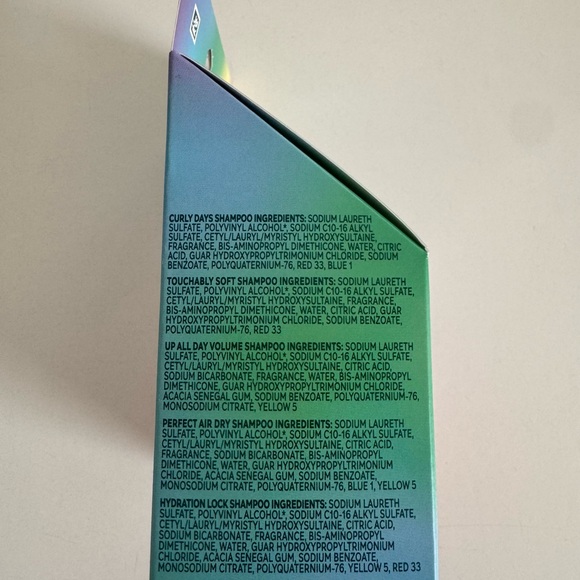 CURLY DAYS SHAMPOO INGREDIENTS: SODIUM LAURETH
SULFATE, POLYVINYL ALCOHOL*, SODIUM C10-16 ALKYL
SULFATE, CETYL/LAURYL/MYRISTYL HYDROXYSULTAINE,
FRAGRANCE, BIS-AMINOPROPYL DIMETHICONE, WATER, CITRIC
ACID, GUAR HYDROXYPROPYLTRIMONIUM CHLORIDE, SODIUM
BENZOATE, POLYQUATERNIUM-76, RED 33, BLUE 1
TOUCHABLY SOFT SHAMPOO INGREDIENTS: SODIUM LAURETH
SULFATE, POLYVINYL ALCOHOL*, SODIUM C10-16 ALKYL SULFATE,
CETYL/LAURYL/MYRISTYL HYDROXYSULTAINE, FRAGRANCE,
BIS-AMINOPROPYL DIMETHICONE, WATER, CITRIC ACID, GUAR
HYDROXYPROPYLTRIMONIUM CHLORIDE, SODIUM BENZOATE,
POLYQUATERNIUM-76, RED 33
UP ALL DAY VOLUME SHAMPOO INGREDIENTS: SODIUM LAURETH
SULFATE, POLYVINYL ALCOHOL*, SODIUM C10-16 ALKYL SULFATE,
CETYL/LAURYL/MYRISTYL HYDROXYSULTAINE, CITRIC ACID,
SODIUM BICARBONATE, FRAGRANCE, WATER, BIS-AMINOPROPYL
DIMETHICONE, GUAR HYDROXYPROPYLTRIMONIUM CHLORIDE,
ACACIA SENEGAL GUM, SODIUM BENZOATE, POLYQUATERNIUM-76,
MONOSODIUM CITRATE, YELLOW 5
PERFECT AIR DRY SHAMPOO INGREDIENTS: SODIUM LAURETH
SULFATE, POLYVINYL ALCOHOL*, SODIUM C10-16 ALKYL SULFATE,
CETYL/LAURYL/MYRISTYL HYDROXYSULTAINE, CITRIC ACID,
FRAGRANCE, SODIUM BICARBONATE, BIS-AMINOPROPYL
DIMETHICONE, WATER, GUAR HYDROXYPROPYLTRIMONIUM
CHLORIDE, ACACIA SENEGAL GUM, SODIUM BENZOATE,
MONOSODIUM CITRATE, POLYQUATERNIUM-76, BLUE 1, YELLOW 5
HYDRATION LOCK SHAMPOO INGREDIENTS: SODIUM LAURETH
SULFATE, POLYVINYL ALCOHOL*, SODIUM C10-16 ALKYL SULFATE,
CETYL/LAURYL/MYRISTYL HYDROXYSULTAINE, CITRIC ACID,
SODIUM BICARBONATE, FRAGRANCE, BIS-AMINOPROPYL
DIMETHICONE, WATER, GUAR HYDROXYPROPYLTRIMONIUM
CHLORIDE, ACACIA SENEGAL GUM, SODIUM BENZOATE,
MONOSODIUM CITRATE, POLYQUATERNIUM-76, YELLOW 5, RED 33